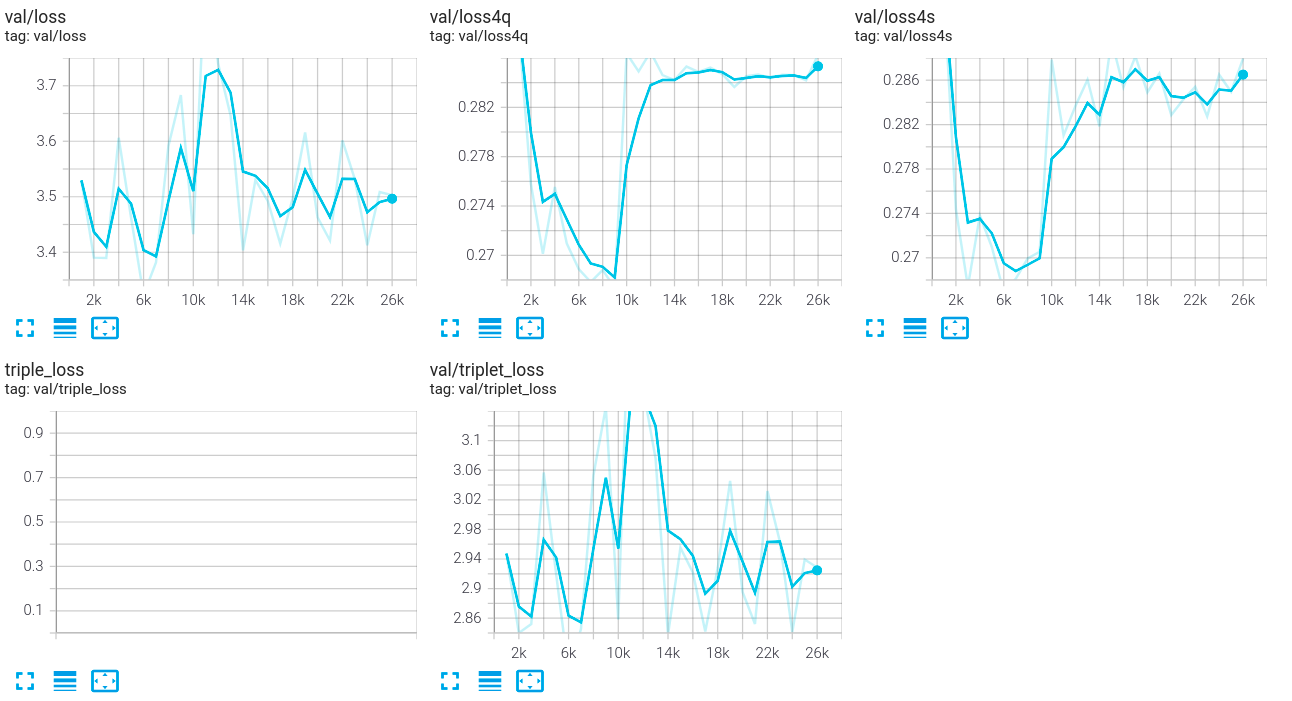 val/loss
tag: val/loss
3.7
3.6
3.5
3.4
2k 6k 10k 14k 18k 22k 26k
val/loss4q
tag: val/loss4q
0.282
0.278
0.274
0.27
2k 6k 10k 14k 18k 22k 26k
val/loss4s
tag: val/loss4s
0.286
0.282
0.278
0.274
0.27
2k 6k 10k 14k 18k 22k 26k
triple_loss
tag: val/triple_loss
0.9
0.7
0.5
0.3
0.1
val/triplet_loss
tag: val/triplet_loss
3.1
3.06
3.02
2.98
2.94
2.9
2.86
2k 6k 10k 14k 18k 22k 26k